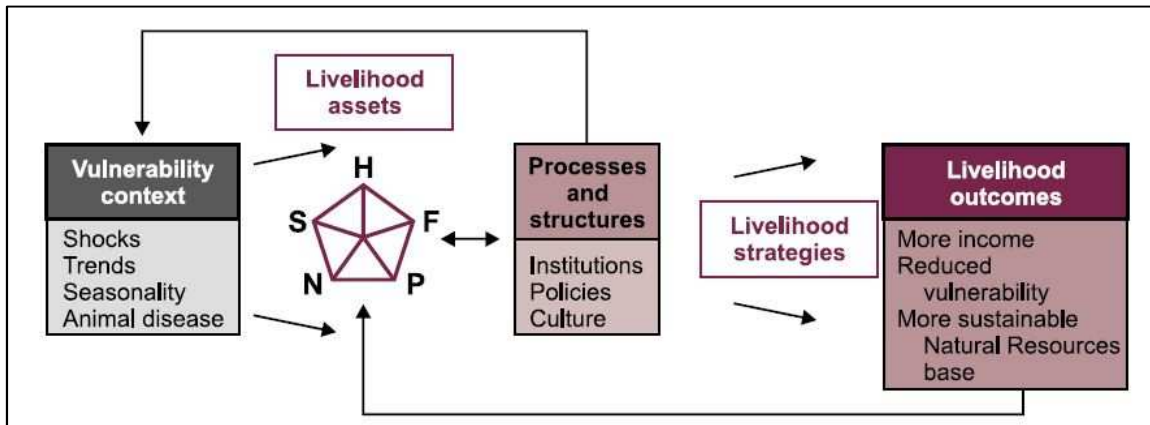 Livelihood
assets
Vulnerability
context
Shocks
Trends
Seasonality
Animal disease
H
S
F
N
P
Processes
and
structures
Institutions
Policies
Culture
Livelihood
strategies
Livelihood
outcomes
More income
Reduced
vulnerability
More sustainable
Natural Resources
base